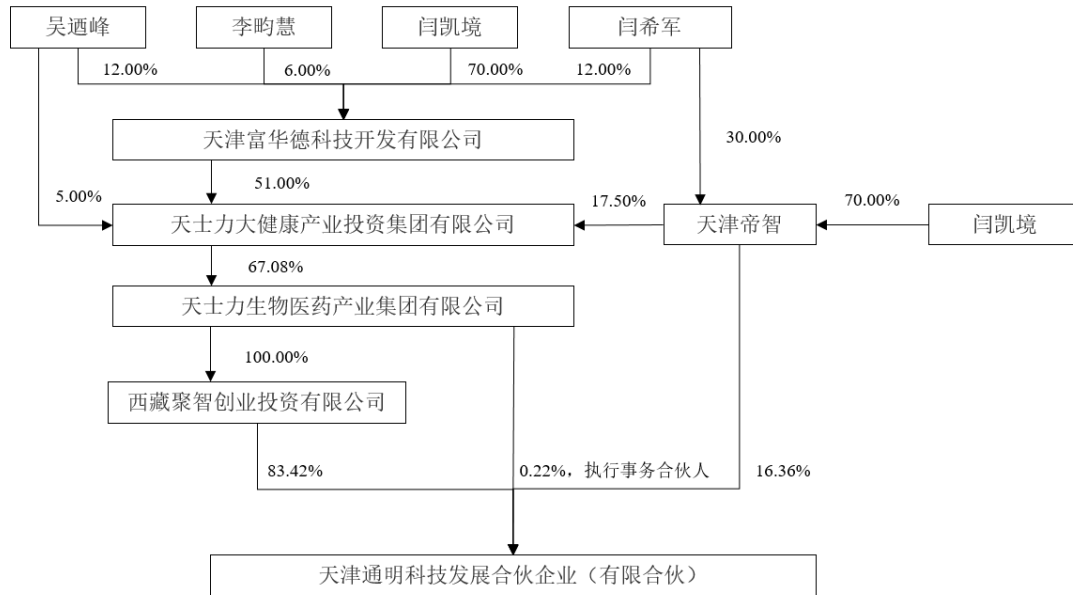 吴迺峰
李畇慧
闫凯境
闫希军
12.00%
6.00%
70.00%
12.00%
天津富华德科技开发有限公司
30.00%
51.00%
5.00%
17.50%
70.00%
天士力大健康产业投资集团有限公司
天津帝智
闫凯境
67.08%
天士力生物医药产业集团有限公司
100.00%
西藏聚智创业投资有限公司
83.42%
0.22%，执行事务合伙人
16.36%
天津通明科技发展合伙企业（有限合伙）